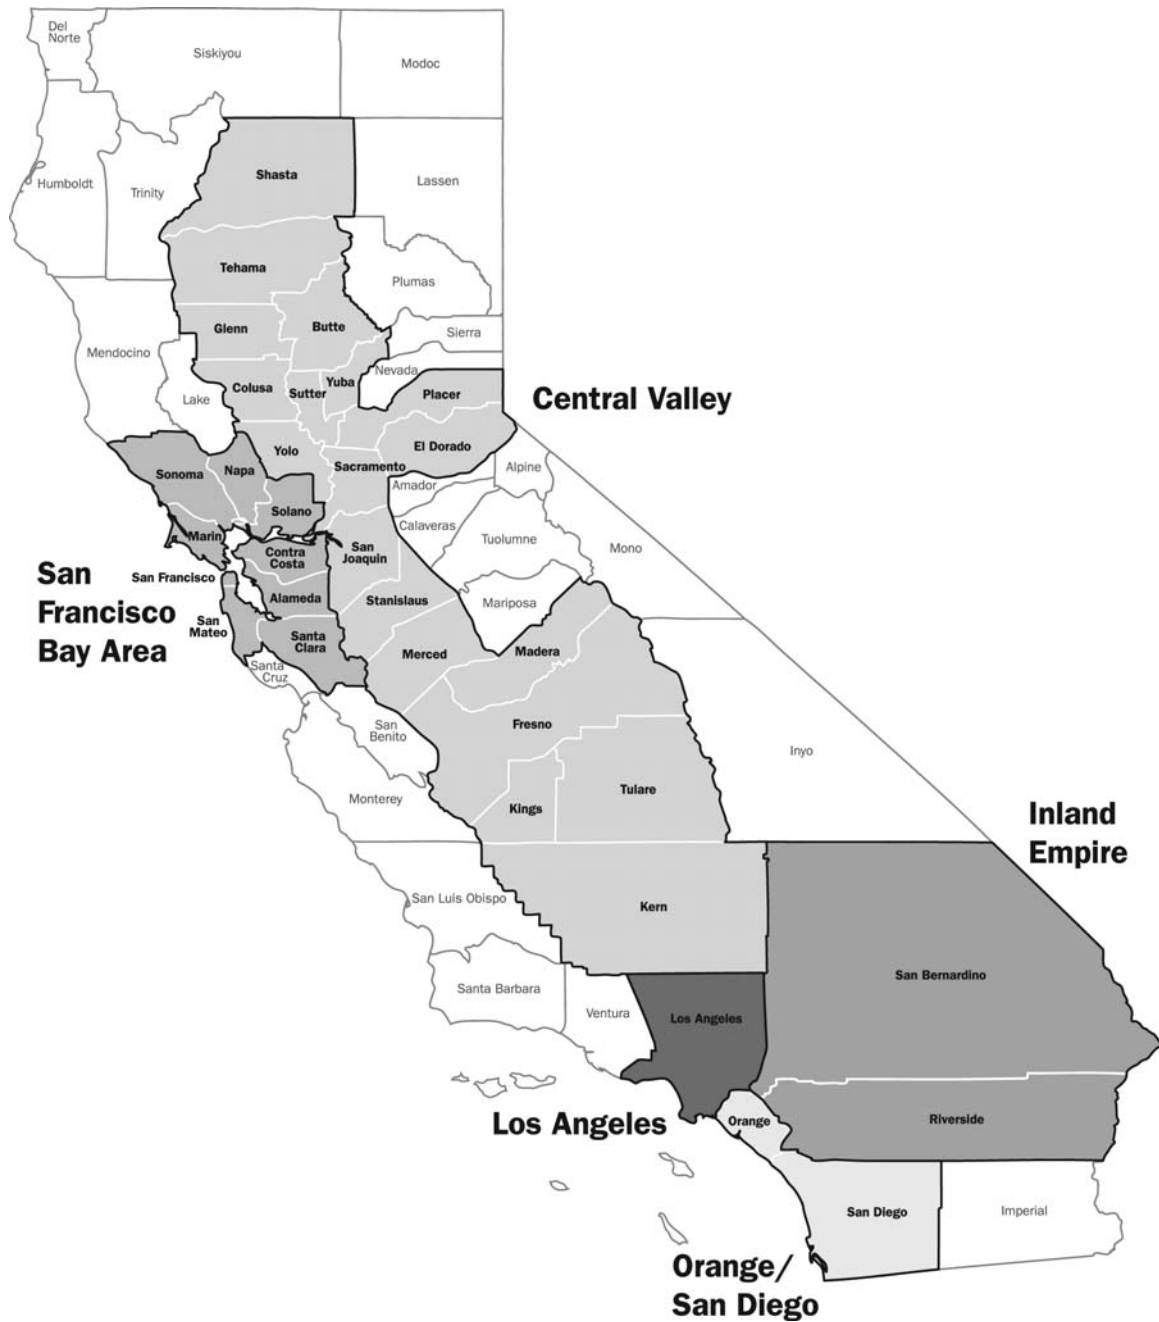 Del
Norte
Siskiyou
Modoc
Shasta
Lassen
Humboldt
Trinity
Tehama
Plumas
Glenn
Butte
Sierra
Mendocino
Nevada
Colusa
Sutter
Yuba
Placer
Lake
Central Valley
El Dorado
Yolo
Sacramento
Sonoma
Napa
Alpine
Amador
Solano
Calaveras
Marin
Tuolumne
Mono
Contra
Costa
San
Joaquin
San
Francisco
Bay Area
San Francisco
Alameda
Stanislaus
Mariposa
San
Mateo
Santa
Clara
Merced
Madera
Santa
Cruz
Fresno
San
Benito
Inyo
Monterey
Kings
Tulare
Inland
Empire
San Luis Obispo
Kern
San Bernardino
Santa Barbara
Ventura
Los Angeles
Los Angeles
Orange
Riverside
San Diego
Imperial
Orange/
San Diego